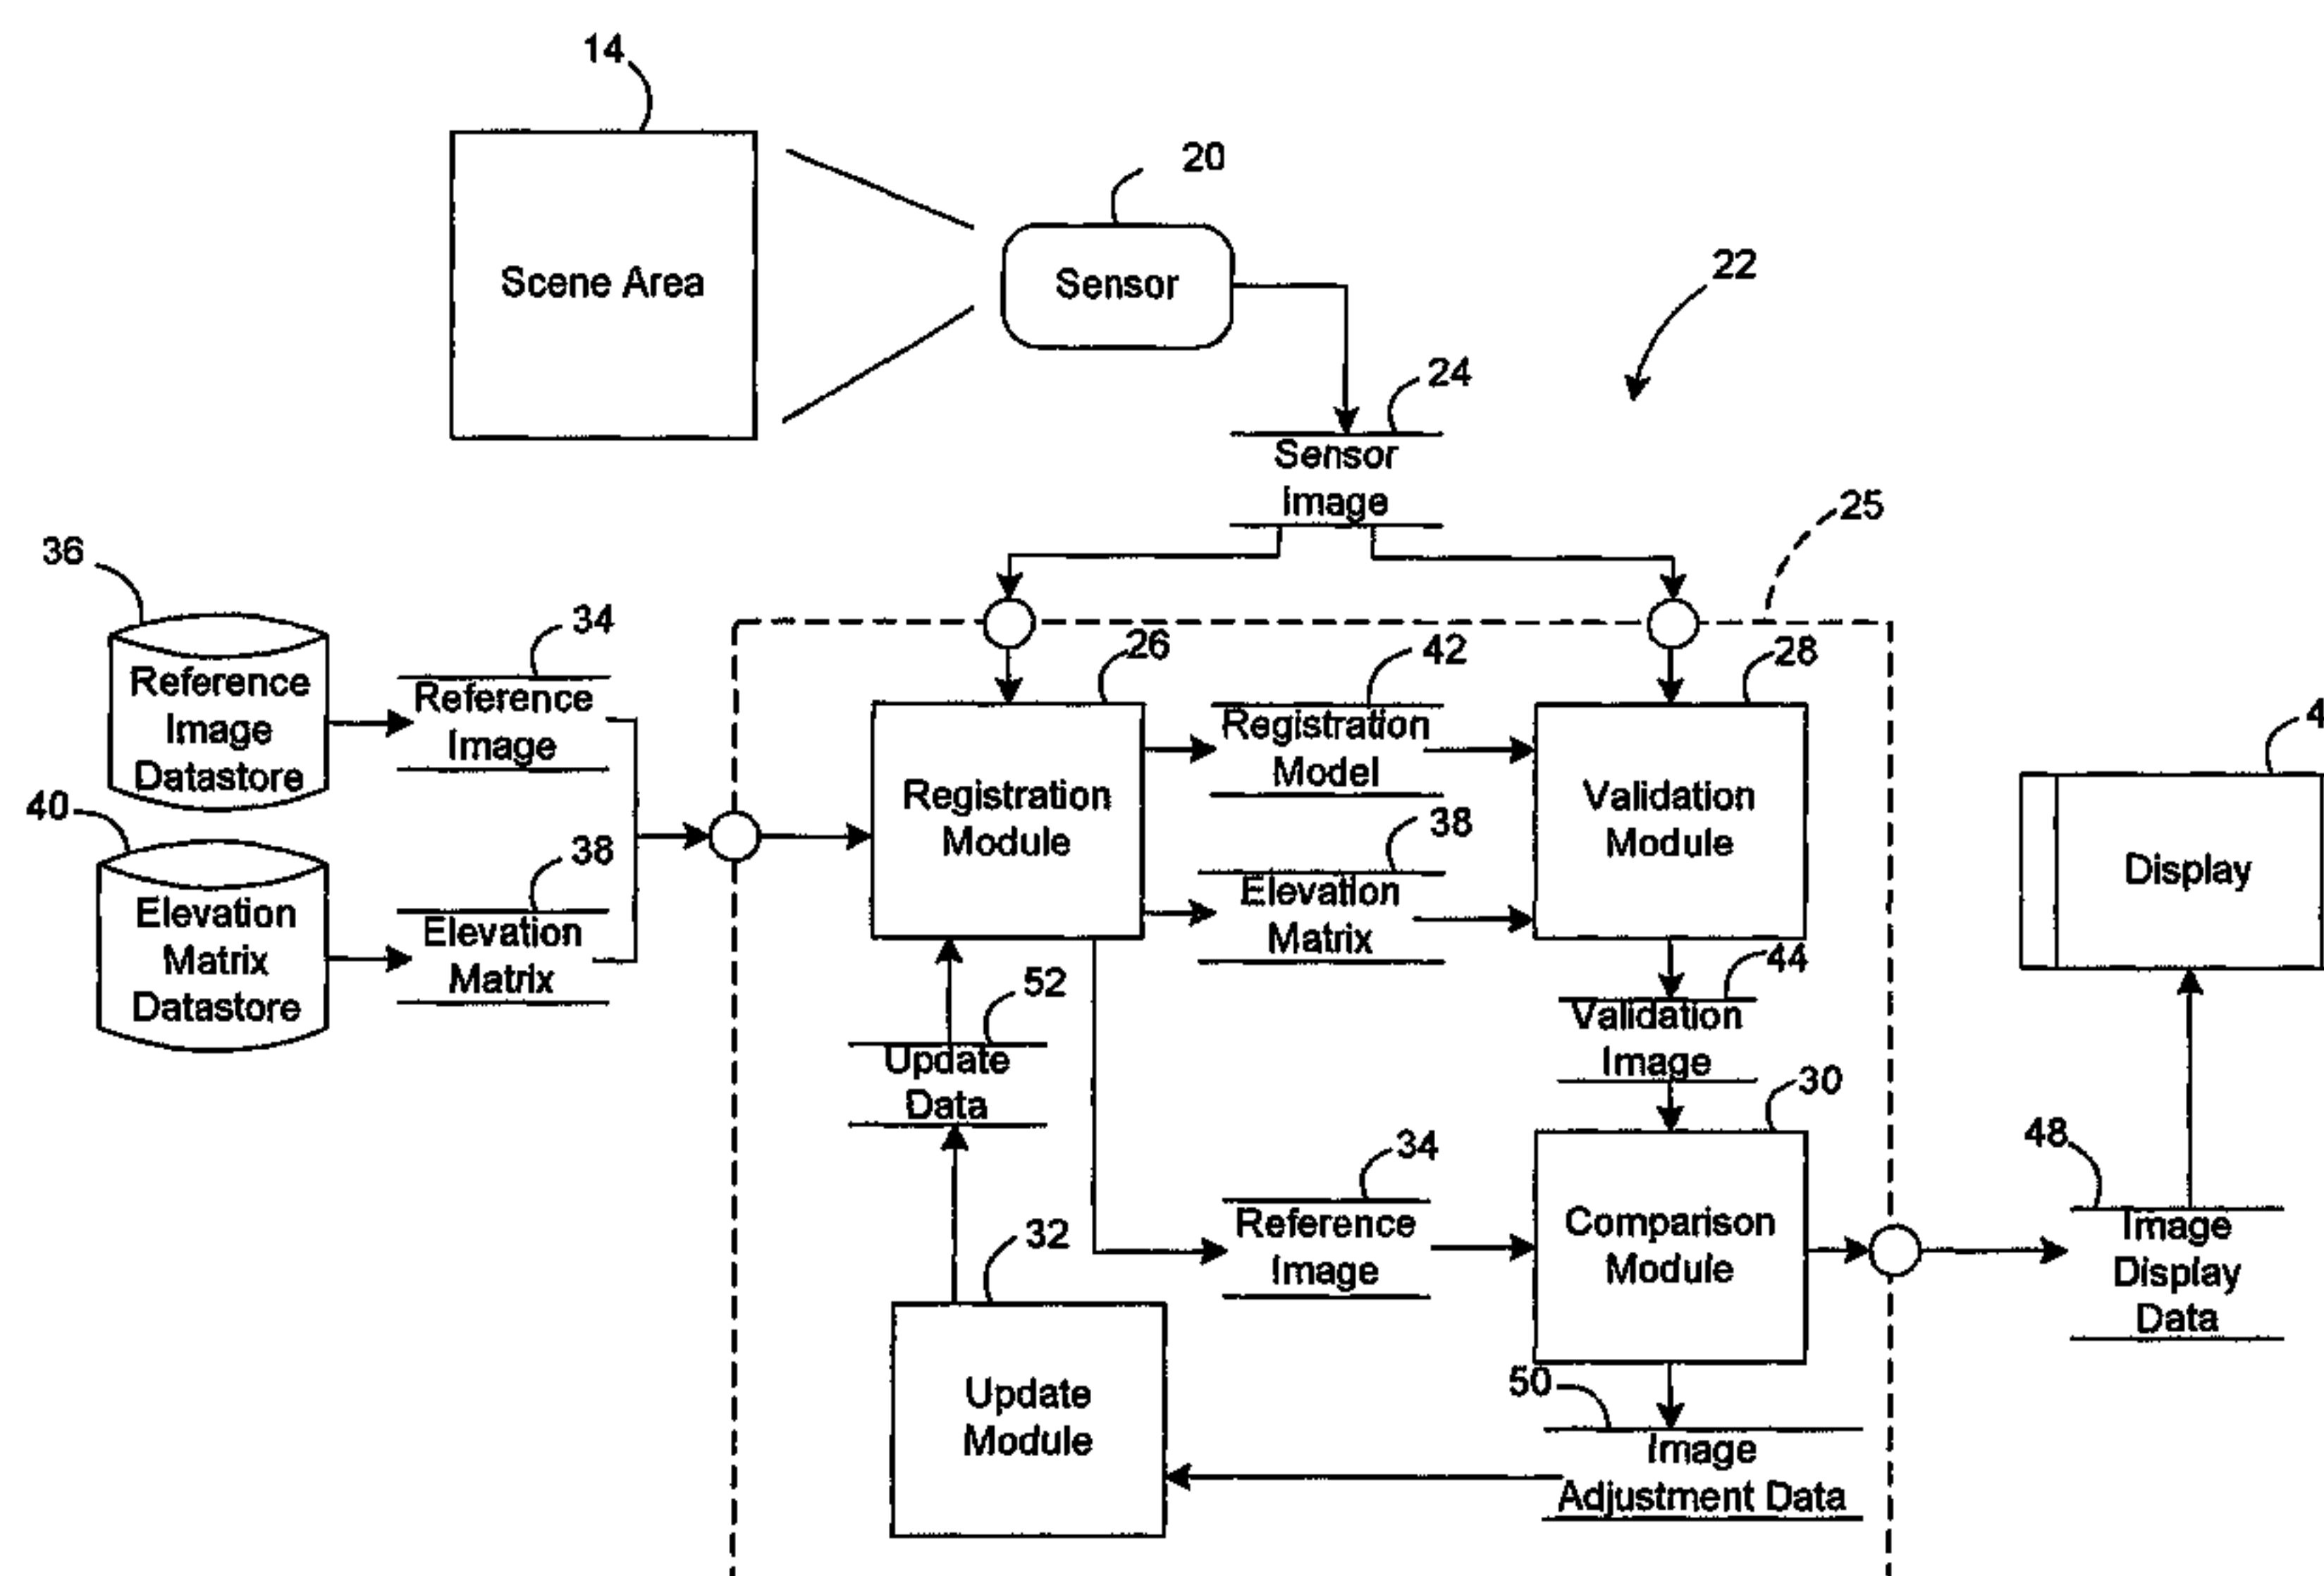 14
20
Scene Area
Sensor
22
24
Sensor
Image
25
36
34
26
42
28
Reference
Image
Datastore
Reference
Image
Registration
Model
4
Registration
Module
Validation
Module
40
38
38
Display
Elevation
Matrix
Datastore
Elevation
Matrix
Elevation
Matrix
52
44
Update
Data
Validation
Image
30
34
48
32
Reference
Image
Comparison
Module
Image
Display
Data
Update
Module
50
Image
Adjustment Data